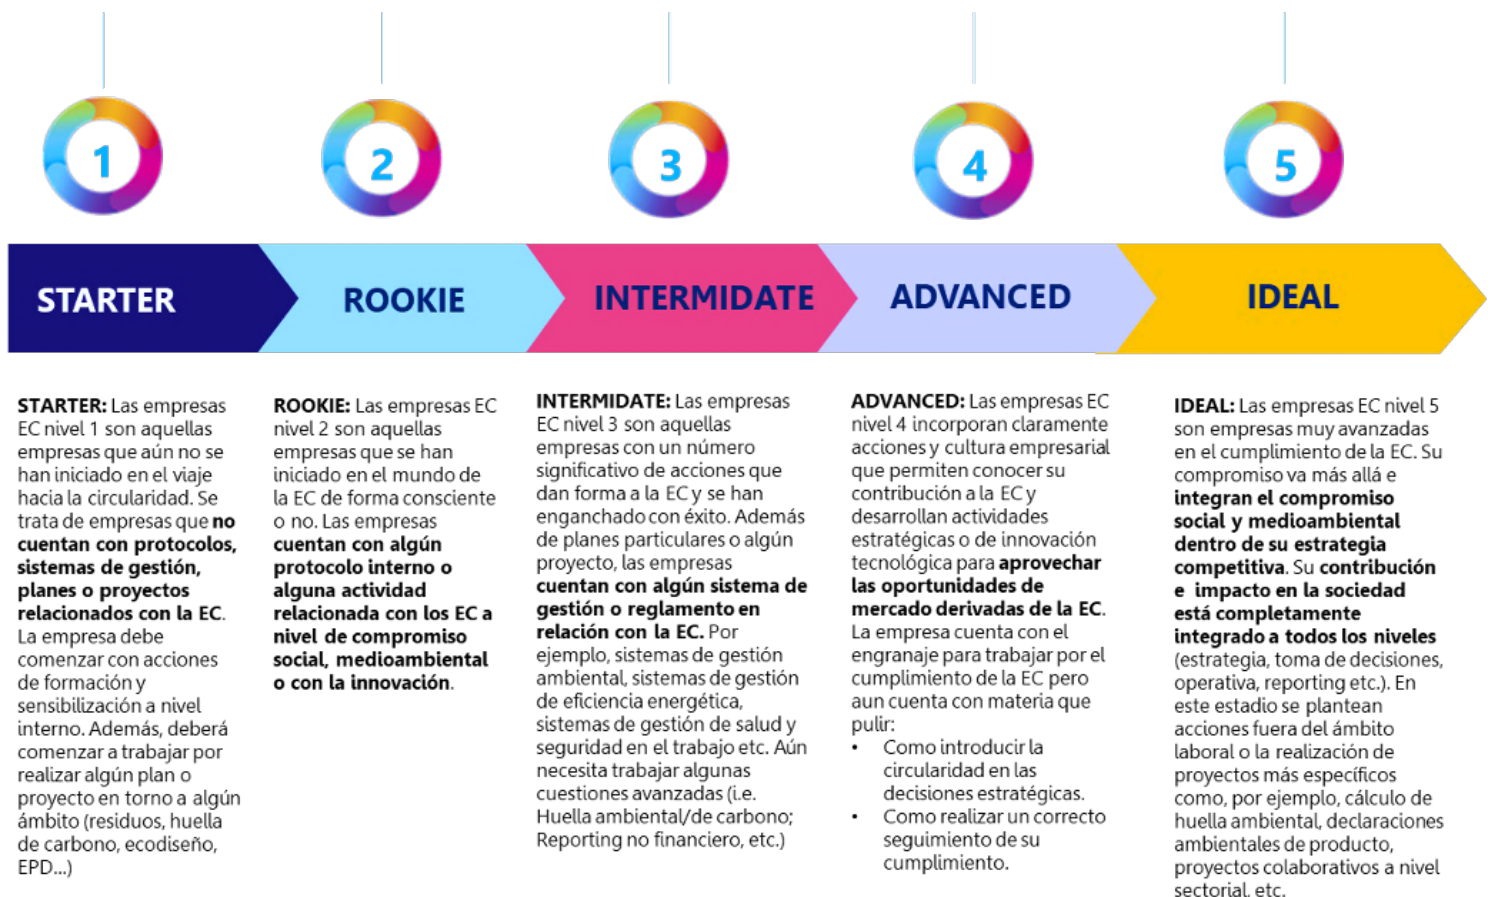 1
2
3
4
5
STARTER
ROOKIE
INTERMIDATE
ADVANCED
IDEAL
STARTER: Las empresas
EC nivel 1 son aquellas
empresas que aún no se
han iniciado en el viaje
hacia la circularidad. Se
trata de empresas que no
cuentan con protocolos,
sistemas de gestión,
planes o proyectos
relacionados con la EC.
La empresa debe
comenzar con acciones
de formación y
sensibilización a nivel
interno. Además, deberá
comenzar a trabajar por
realizar algún plan o
proyecto en torno a algún
ámbito (residuos, huella
de carbono, ecodiseño,
EPD...)
ROOKIE: Las empresas EC
nivel 2 son aquellas
empresas que se han
iniciado en el mundo de
la EC de forma consciente
o no. Las empresas
cuentan con algún
protocolo interno o
alguna actividad
relacionada con los EC a
nivel de compromiso
social, medioambiental
o con la innovación.
INTERMIDATE: Las empresas
EC nivel 3 son aquellas
empresas con un número
significativo de acciones que
dan forma a la EC y se han
enganchado con éxito. Además
de planes particulares o algún
proyecto, las empresas
cuentan con algún sistema de
gestión o reglamento en
relación con la EC. Por
ejemplo, sistemas de gestión
ambiental, sistemas de gestión
de eficiencia energética,
sistemas de gestión de salud y
seguridad en el trabajo etc. Aún
necesita trabajar algunas
cuestiones avanzadas (i.e.
Huella ambiental/de carbono;
Reporting no financiero, etc.)
ADVANCED: Las empresas EC
nivel 4 incorporan claramente
acciones y cultura empresarial
que permiten conocer su
contribución a la EC y
desarrollan actividades
estratégicas o de innovación
tecnológica para aprovechar
las oportunidades de
mercado derivadas de la EC.
La empresa cuenta con el
engranaje para trabajar por el
cumplimiento de la EC pero
aun cuenta con materia que
pulir:
• Como introducir la
circularidad en las
decisiones estratégicas.
• Como realizar un correcto
seguimiento de su
cumplimiento.
IDEAL: Las empresas EC nivel 5
son empresas muy avanzadas
en el cumplimiento de la EC. Su
compromiso va más allá e
integran el compromiso
social y medioambiental
dentro de su estrategia
competitiva. Su contribución
e impacto en la sociedad
está completamente
integrado a todos los niveles
(estrategia, toma de decisiones,
operativa, reporting etc.). En
este estadio se plantean
acciones fuera del ámbito
laboral o la realización de
proyectos más específicos
como, por ejemplo, cálculo de
huella ambiental, declaraciones
ambientales de producto,
proyectos colaborativos a nivel
sectorial, etc.